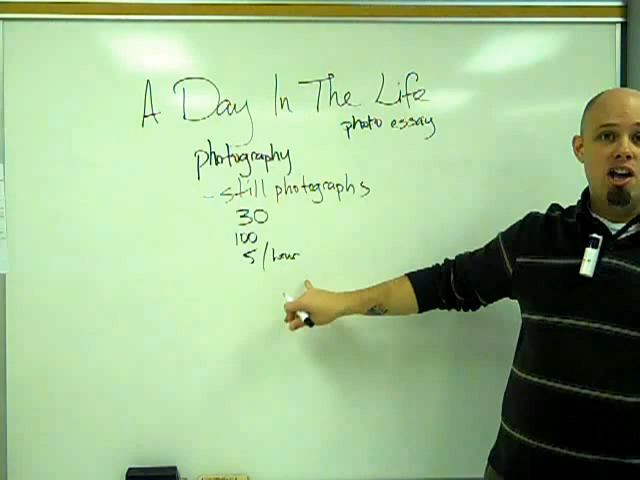 A Day In The Life
photo essay
photography
- still photographs
30
100
5/hour